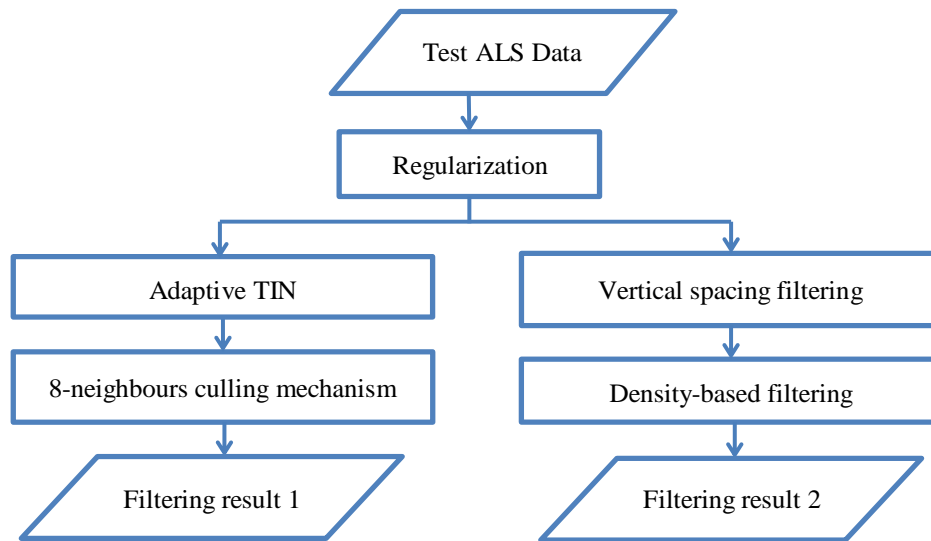 Test ALS Data
Regularization
Adaptive TIN
Vertical spacing filtering
8-neighbours culling mechanism
Density-based filtering
Filtering result 1
Filtering result 2